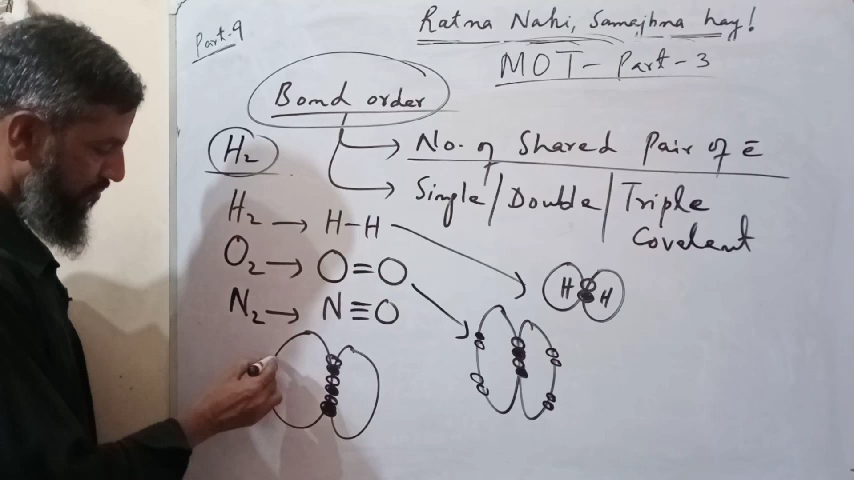 Part-9
Ratna Nahi, Samajhna hay!
MOT- Part-3
Bond order
No. of Shared Pair of ē
Single/Double/Triple
Covalent
H₂
H₂ → H-H
O₂ → O=O
N₂ → N≡O
H H